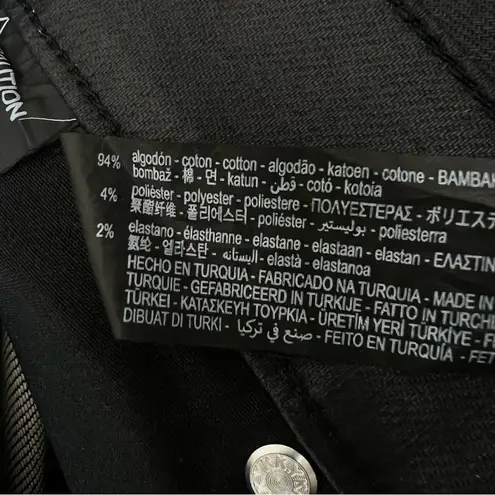 94% algodón - coton - cotton - algodão - katoen - cotone - BAMBAK
bombaž - 棉 - 면 - katun - قطن - cotó - kotoia
4% poliéster - polyester - poliestere - ΠΟΛΥΕΣΤΕΡΑΣ - ポリエステ
聚酯纤维 - 폴리에스터 - poliéster - بوليستير - poliesterra
2% elastano - élasthanne - elastane - elastaan - elastan - ΕΛΑΣΤΙΝ
氨纶 - 엘라스탄 - البستانه - elastà - elastanoa
HECHO EN TURQUIA - FABRICADO NA TURQUIA - MADE IN
TURQUIE - GEFABRICEERD IN TURKIJE - FATTO IN TURCHI
TÜRKEI - ΚΑΤΑΣΚΕΥΗ ΤΟΥΡΚΙΑ - ÜRETİM YERİ TÜRKİYE - FA
DIBUAT DI TURKI - صنع في تركيا - FEITO EN TURQUÍA - FET